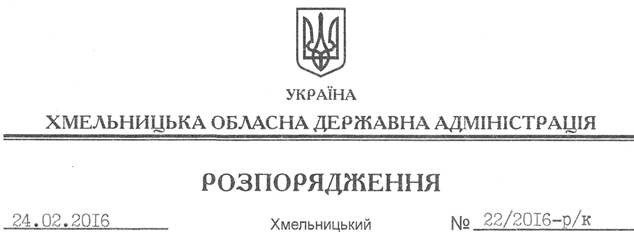 УКРАЇНА
ХМЕЛЬНИЦЬКА ОБЛАСНА ДЕРЖАВНА АДМІНІСТРАЦІЯ
РОЗПОРЯДЖЕННЯ
24.02.2016 Хмельницький № 22/2016-р/к